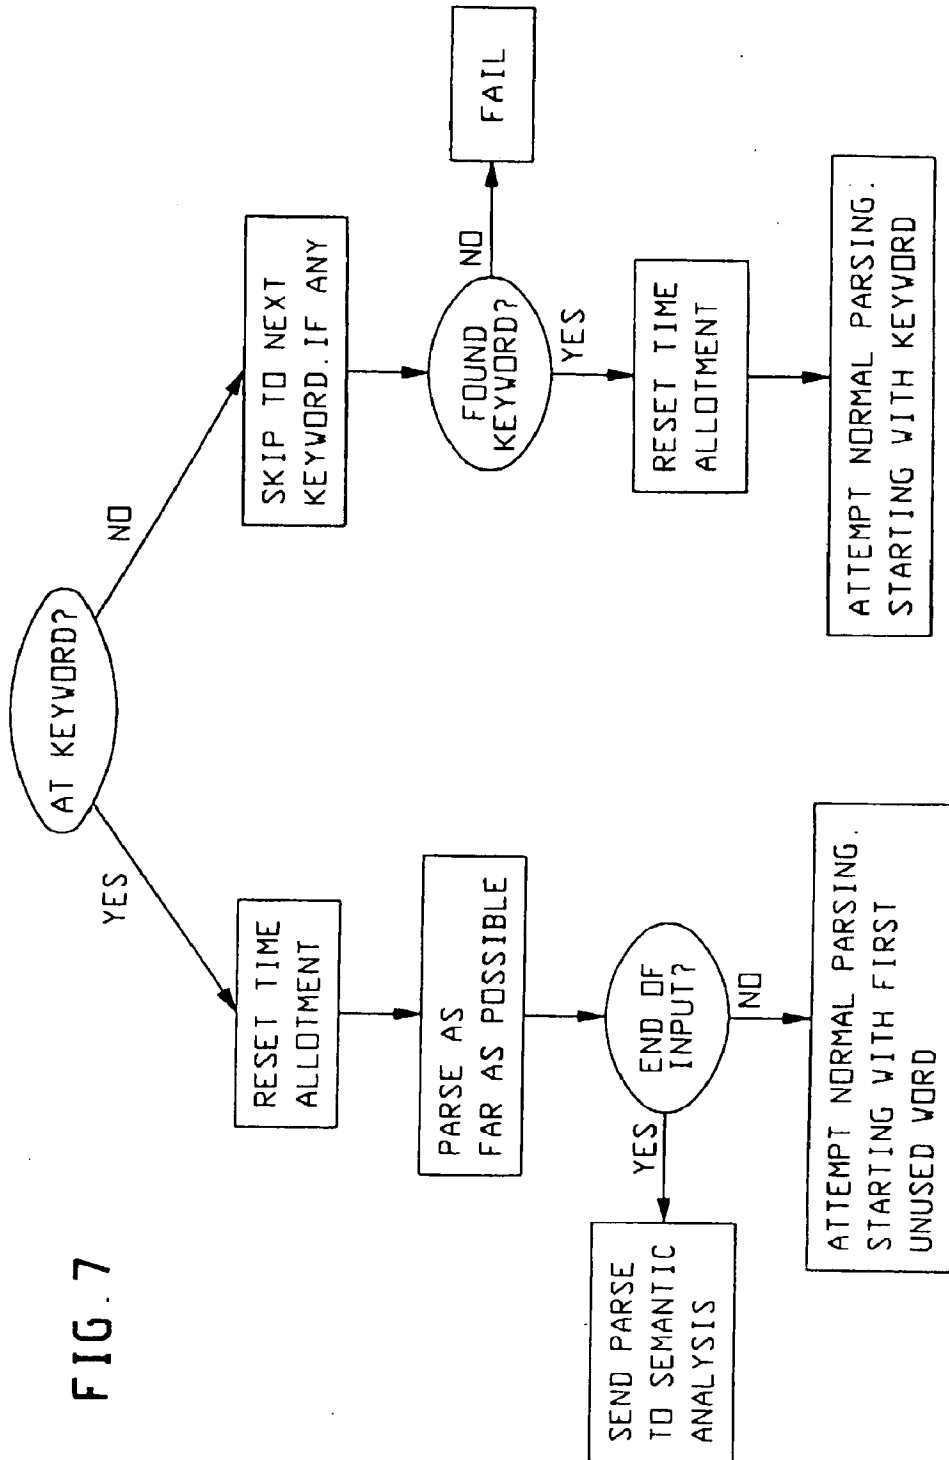 FIG. 7
AT KEYWORD?
YES
NO
RESET TIME
ALLOTMENT
PARSE AS
FAR AS POSSIBLE
END OF
INPUT?
YES
NO
SEND PARSE
TO SEMANTIC
ANALYSIS
ATTEMPT NORMAL PARSING.
STARTING WITH FIRST
UNUSED WORD
SKIP TO NEXT
KEYWORD.IF ANY
FOUND
KEYWORD?
NO
FAIL
YES
RESET TIME
ALLOTMENT
ATTEMPT NORMAL PARSING.
STARTING WITH KEYWORD